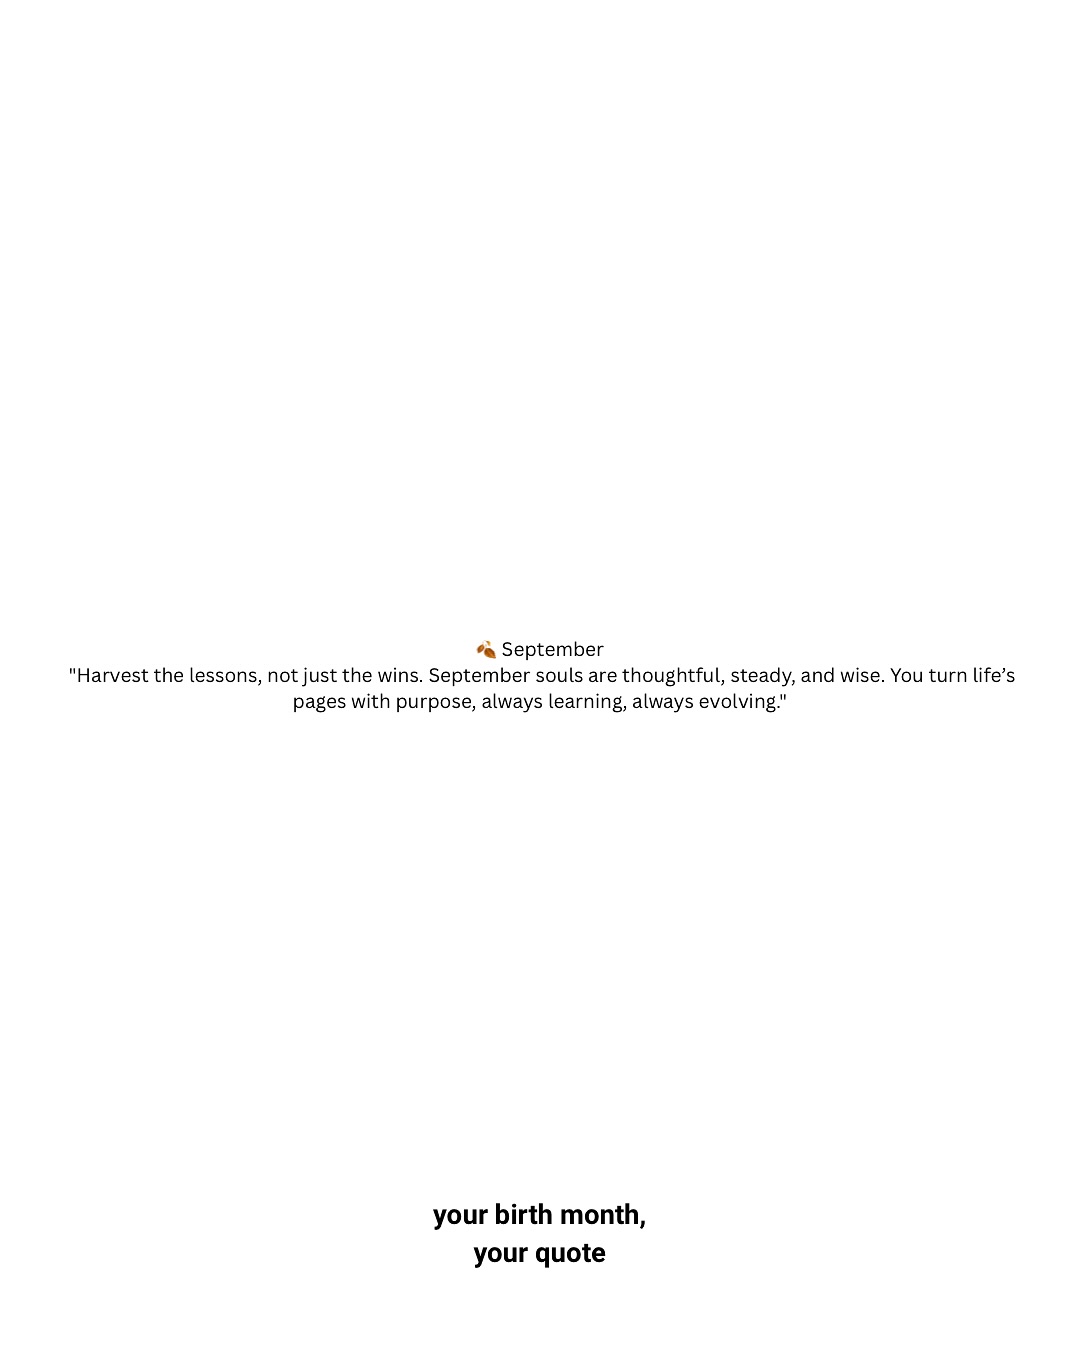 🍂 September
"Harvest the lessons, not just the wins. September souls are thoughtful, steady, and wise. You turn life’s
pages with purpose, always learning, always evolving."
your birth month,
your quote